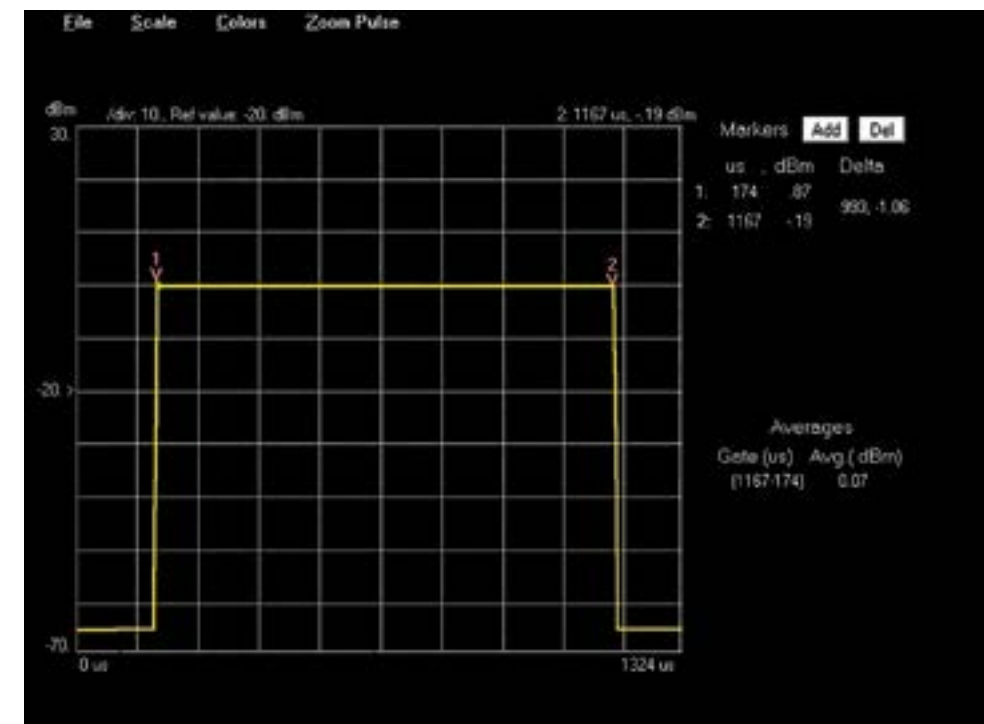 File Scale Colors Zoom Pulse
dBm /div: 10., Ref value: -20. dBm 2: 1167 us, -.19 dBm
30.
Markers Add Del
us , dBm Delta
1: 174 .87
993, -1.06
2: 1167 -.19
1
2
-20. >
Averages
Gate (us) Avg.( dBm)
[1167-174] 0.07
-70.
0 us 1324 us